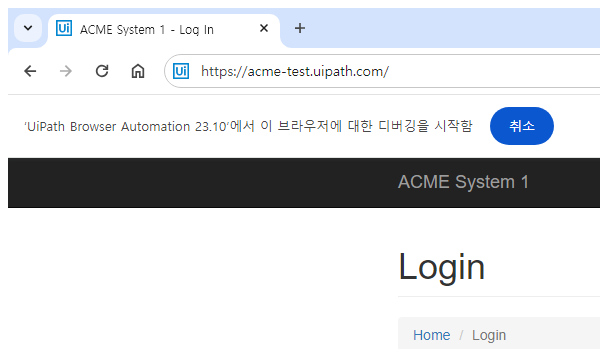 Ui ACME System 1 - Log In
Ui https://acme-test.uipath.com/
'UiPath Browser Automation 23.10'에서 이 브라우저에 대한 디버깅을 시작함 취소
ACME System 1
Login
Home / Login